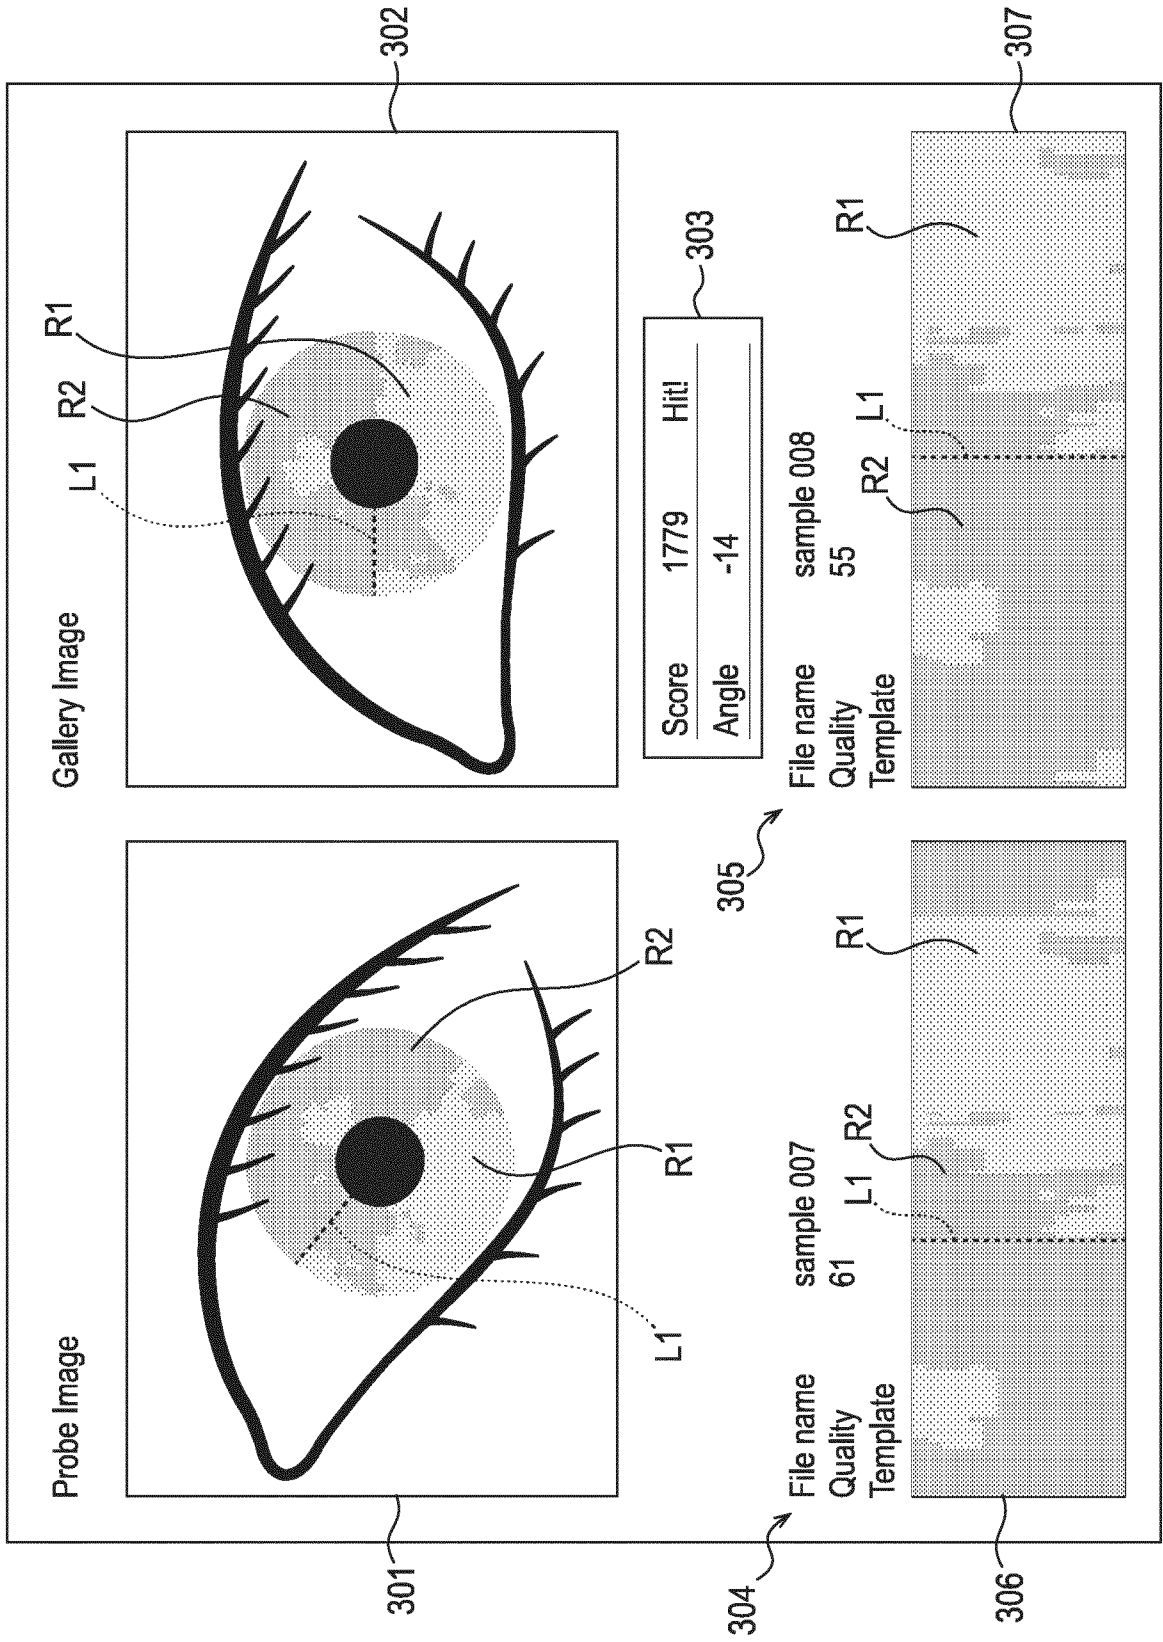 Probe Image
Gallery Image
L1
R2
R1
301
302
R2
R1
L1
Score 1779 Hit!
Angle -14
303
304
305
File name sample 007
Quality 61
Template
File name sample 008
Quality 55
Template
L1
R2
R1
R2
L1
R1
306
307